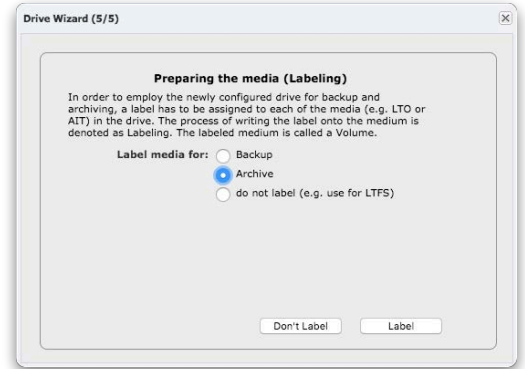 Drive Wizard (5/5)
Preparing the media (Labeling)
In order to employ the newly configured drive for backup and
archiving, a label has to be assigned to each of the media (e.g. LTO or
AIT) in the drive. The process of writing the label onto the medium is
denoted as Labeling. The labeled medium is called a Volume.
Label media for: Backup
Archive
do not label (e.g. use for LTFS)
Don't Label Label